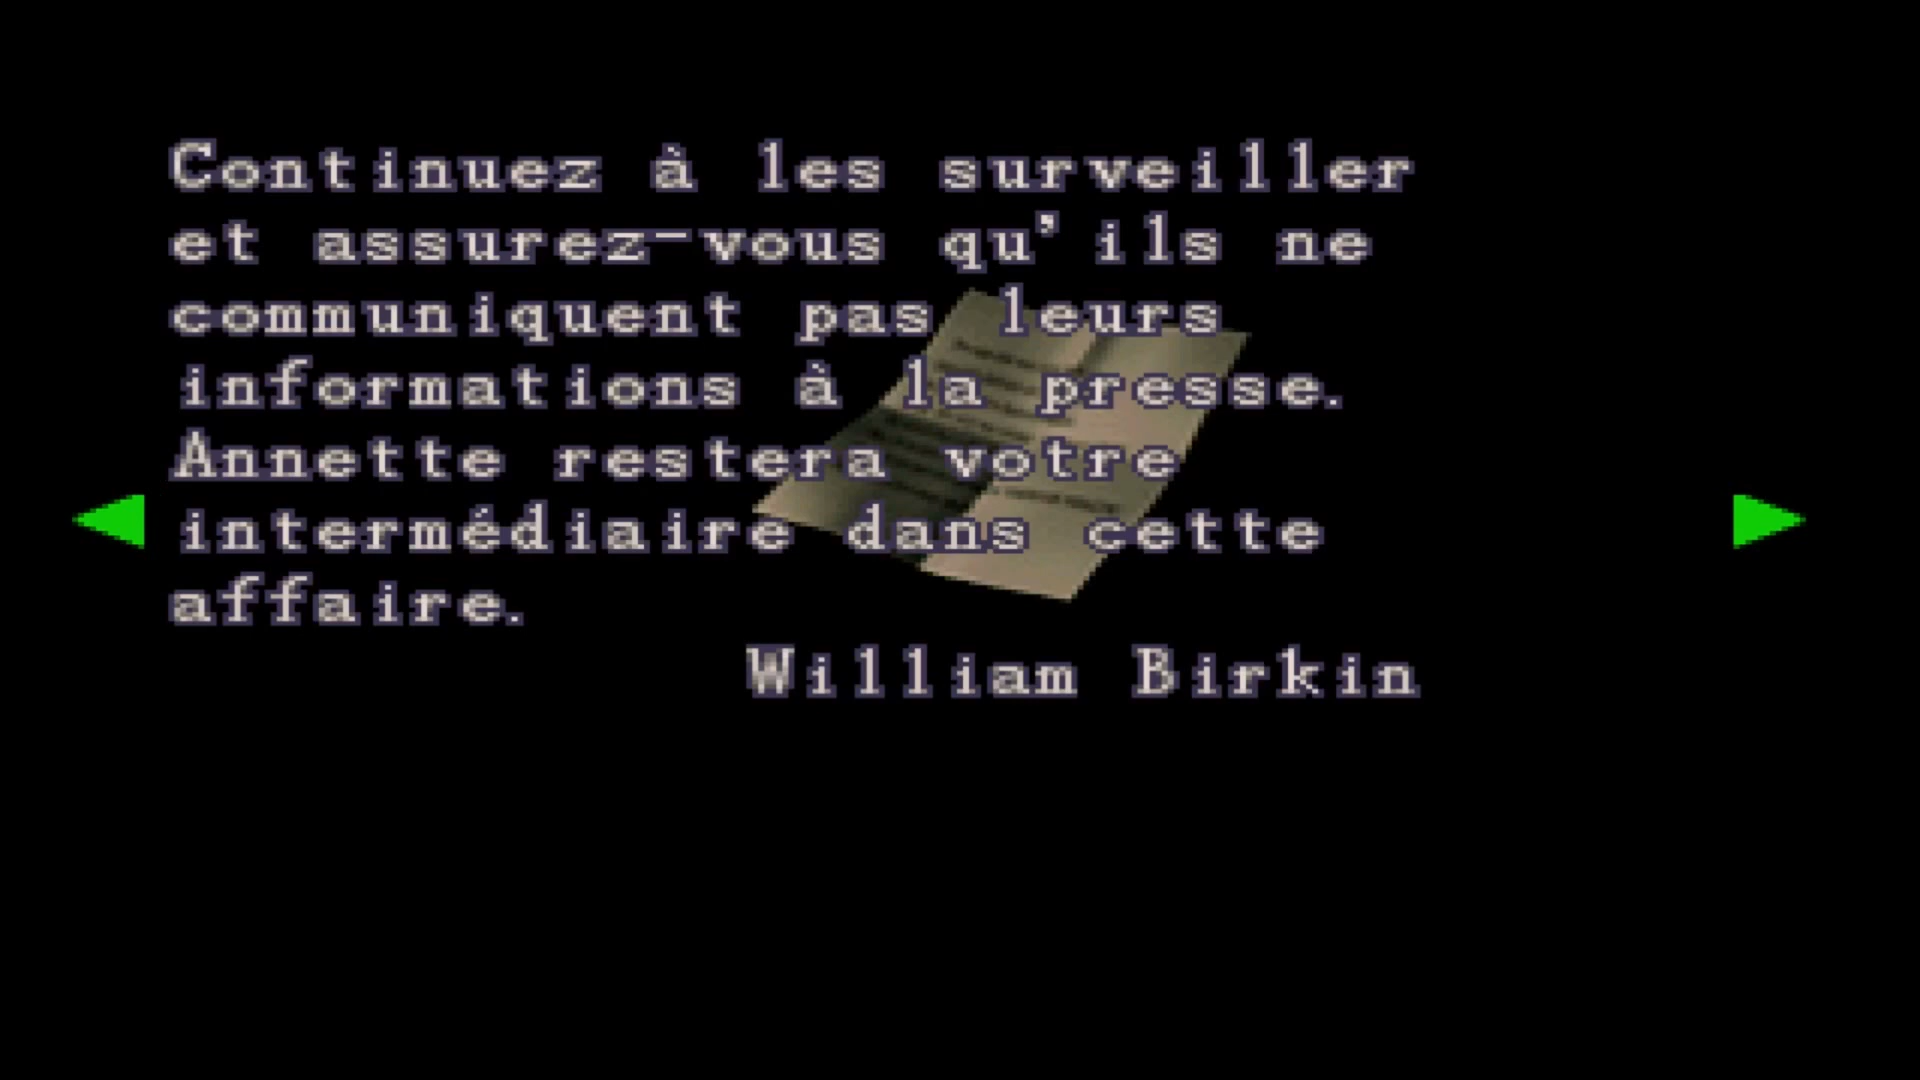 Continuez à les surveiller
et assurez-vous qu'ils ne
communiquent pas leurs
informations à la presse.
Annette restera votre
intermédiaire dans cette
affaire.
William Birkin